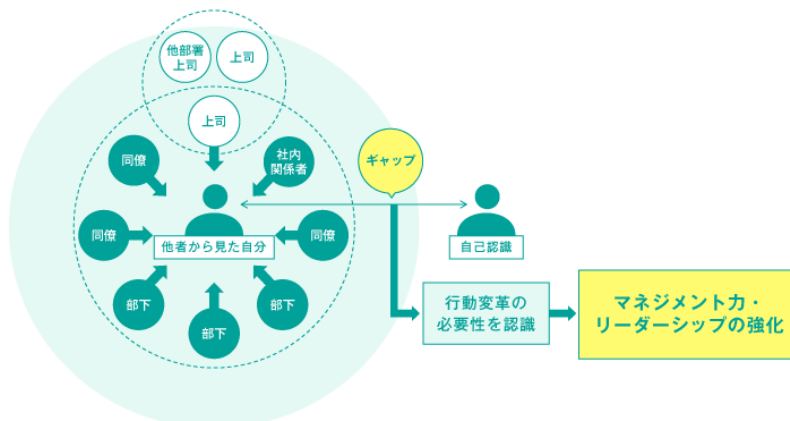 他部署
上司
上司
上司
同僚
社内
関係者
ギャップ
同僚
他者から見た自分
同僚
自己認識
部下
部下
部下
行動変革の
必要性を認識
マネジメント力・
リーダーシップの強化